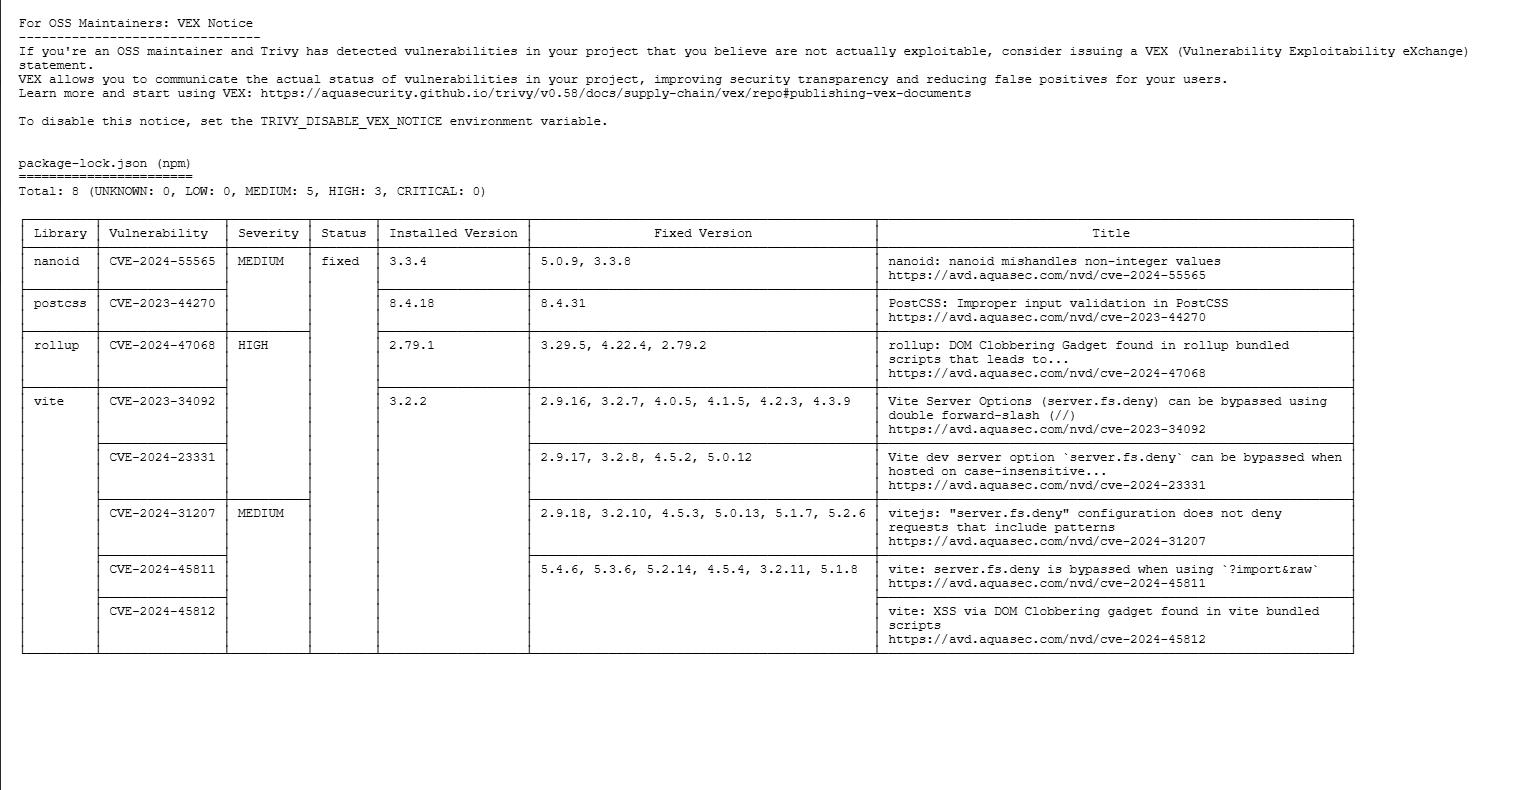 For OSS Maintainers: VEX Notice
--------------------------------
If you're an OSS maintainer and Trivy has detected vulnerabilities in your project that you believe are not actually exploitable, consider issuing a VEX (Vulnerability Exploitability eXchange)
statement.
VEX allows you to communicate the actual status of vulnerabilities in your project, improving security transparency and reducing false positives for your users.
Learn more and start using VEX: https://aquasecurity.github.io/trivy/v0.58/docs/supply-chain/vex/repo#publishing-vex-documents
To disable this notice, set the TRIVY_DISABLE_VEX_NOTICE environment variable.
package-lock.json (npm)
=======================
Total: 8 (UNKNOWN: 0, LOW: 0, MEDIUM: 5, HIGH: 3, CRITICAL: 0)
Library Vulnerability Severity Status Installed Version Fixed Version Title
nanoid CVE-2024-55565 MEDIUM fixed 3.3.4 5.0.9, 3.3.8 nanoid: nanoid mishandles non-integer values
https://avd.aquasec.com/nvd/cve-2024-55565
postcss CVE-2023-44270 8.4.18 8.4.31 PostCSS: Improper input validation in PostCSS
https://avd.aquasec.com/nvd/cve-2023-44270
rollup CVE-2024-47068 HIGH 2.79.1 3.29.5, 4.22.4, 2.79.2 rollup: DOM Clobbering Gadget found in rollup bundled
scripts that leads to...
https://avd.aquasec.com/nvd/cve-2024-47068
vite CVE-2023-34092 3.2.2 2.9.16, 3.2.7, 4.0.5, 4.1.5, 4.2.3, 4.3.9 Vite Server Options (server.fs.deny) can be bypassed using
double forward-slash (//)
https://avd.aquasec.com/nvd/cve-2023-34092
CVE-2024-23331 2.9.17, 3.2.8, 4.5.2, 5.0.12 Vite dev server option `server.fs.deny` can be bypassed when
hosted on case-insensitive...
https://avd.aquasec.com/nvd/cve-2024-23331
CVE-2024-31207 MEDIUM 2.9.18, 3.2.10, 4.5.3, 5.0.13, 5.1.7, 5.2.6 vitejs: "server.fs.deny" configuration does not deny
requests that include patterns
https://avd.aquasec.com/nvd/cve-2024-31207
CVE-2024-45811 5.4.6, 5.3.6, 5.2.14, 4.5.4, 3.2.11, 5.1.8 vite: server.fs.deny is bypassed when using `?import&raw`
https://avd.aquasec.com/nvd/cve-2024-45811
CVE-2024-45812 vite: XSS via DOM Clobbering gadget found in vite bundled
scripts
https://avd.aquasec.com/nvd/cve-2024-45812